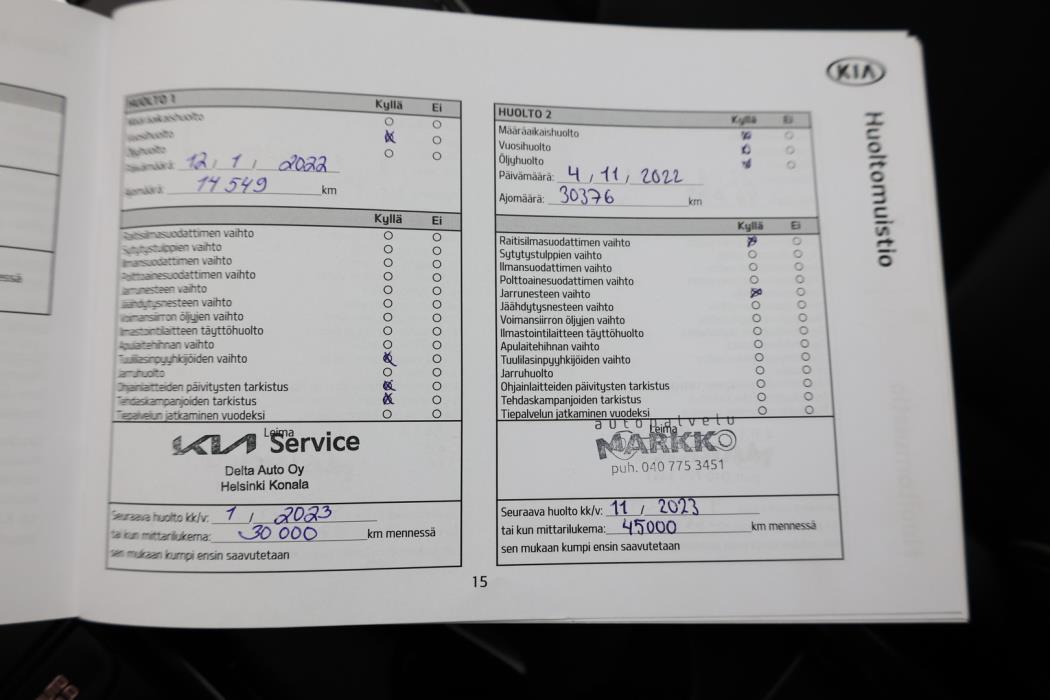 KIA
Huoltomuistio
HUOLTO 1 Kyllä Ei
Määräaikaishuolto
Vuosihuolto
Öljyhuolto
Päivämäärä: 12, 1, 2022
Ajomäärä: 14 549 km
Kyllä Ei
Raitisilmasuodattimen vaihto
Sytytystulppien vaihto
Ilmansuodattimen vaihto
Polttoainesuodattimen vaihto
Jarrunesteen vaihto
Jäähdytysnesteen vaihto
Voimansiirron öljyjen vaihto
Ilmastointilaitteen täyttöhuolto
Apulaitehihnan vaihto
Tuulilasinpyyhkijöiden vaihto
Jarruhuolto
Ohjainlaitteiden päivitysten tarkistus
Tehdaskampanjoiden tarkistus
Tiepalvelun jatkaminen vuodeksi
Leima
KIA Service
Delta Auto Oy
Helsinki Konala
Seuraava huolto kk/v: 1, 2023
tai kun mittarilukema: 30 000 km mennessä
sen mukaan kumpi ensin saavutetaan
HUOLTO 2 Kyllä Ei
Määräaikaishuolto
Vuosihuolto
Öljyhuolto
Päivämäärä: 4, 11, 2022
Ajomäärä: 30376 km
Kyllä Ei
Raitisilmasuodattimen vaihto
Sytytystulppien vaihto
Ilmansuodattimen vaihto
Polttoainesuodattimen vaihto
Jarrunesteen vaihto
Jäähdytysnesteen vaihto
Voimansiirron öljyjen vaihto
Ilmastointilaitteen täyttöhuolto
Apulaitehihnan vaihto
Tuulilasinpyyhkijöiden vaihto
Jarruhuolto
Ohjainlaitteiden päivitysten tarkistus
Tehdaskampanjoiden tarkistus
Tiepalvelun jatkaminen vuodeksi
autopalvelu
Leima
MARKKO
puh. 040 775 3451
Seuraava huolto kk/v: 11 / 2023
tai kun mittarilukema: 45000 km mennessä
sen mukaan kumpi ensin saavutetaan
15